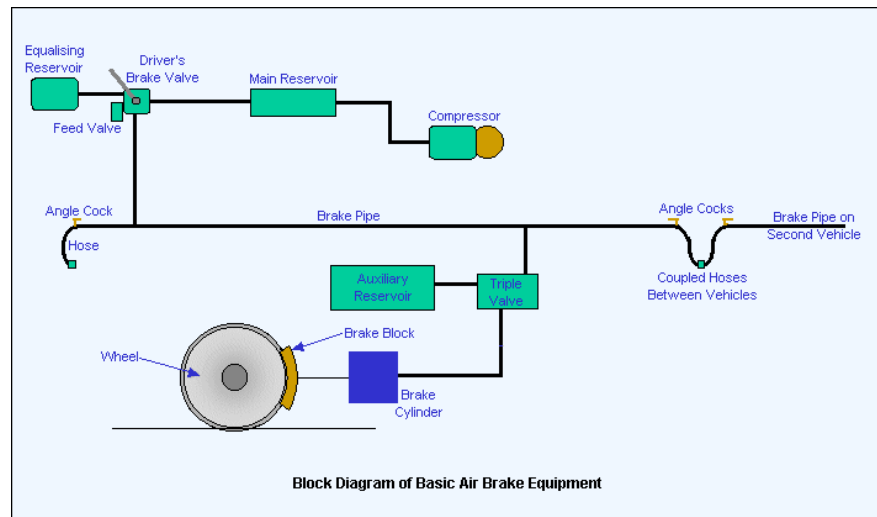 Equalising
Reservoir
Driver's
Brake Valve
Main Reservoir
Compressor
Feed Valve
Angle Cock
Hose
Brake Pipe
Angle Cocks
Brake Pipe on
Second Vehicle
Coupled Hoses
Between Vehicles
Auxiliary
Reservoir
Triple
Valve
Brake Block
Wheel
Brake
Cylinder
Block Diagram of Basic Air Brake Equipment